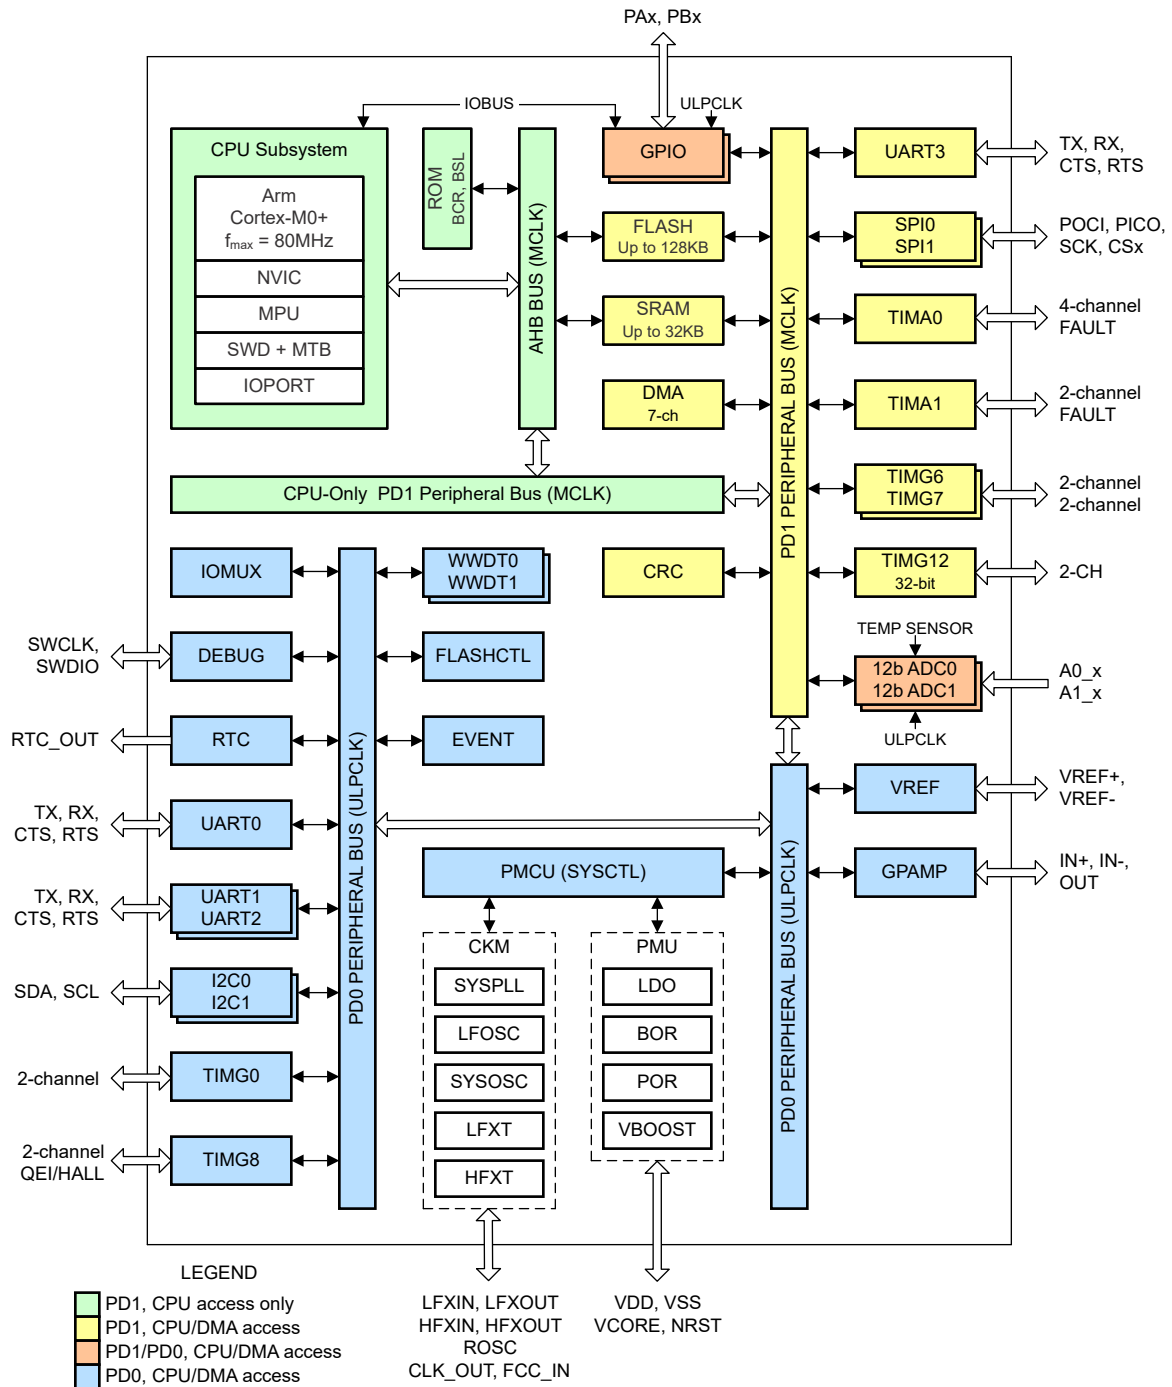 PAx, PBx
IOBUS
ULPCLK
CPU Subsystem
Arm
Cortex-M0+
fmax = 80MHz
NVIC
MPU
SWD + MTB
IOPORT
ROM
BCR, BSL
AHB BUS (MCLK)
GPIO
FLASH
Up to 128KB
SRAM
Up to 32KB
DMA
7-ch
CPU-Only PD1 Peripheral Bus (MCLK)
CRC
PD1 PERIPHERAL BUS (MCLK)
UART3
TX, RX,
CTS, RTS
SPI0
SPI1
POCI, PICO,
SCK, CSx
TIMA0
4-channel
FAULT
TIMA1
2-channel
FAULT
TIMG6
TIMG7
2-channel
2-channel
TIMG12
32-bit
2-CH
TEMP SENSOR
12b ADC0
12b ADC1
A0_x
A1_x
ULPCLK
VREF
VREF+,
VREF-
GPAMP
IN+, IN-,
OUT
PD0 PERIPHERAL BUS (ULPCLK)
IOMUX
SWCLK,
SWDIO
DEBUG
RTC_OUT
RTC
TX, RX,
CTS, RTS
UART0
TX, RX,
CTS, RTS
UART1
UART2
SDA, SCL
I2C0
I2C1
2-channel
TIMG0
2-channel
QEI/HALL
TIMG8
PD0 PERIPHERAL BUS (ULPCLK)
WWDT0
WWDT1
FLASHCTL
EVENT
PMCU (SYSCTL)
CKM
SYSPLL
LFOSC
SYSOSC
LFXT
HFXT
PMU
LDO
BOR
POR
VBOOST
LFXIN, LFXOUT
HFXIN, HFXOUT
ROSC
CLK_OUT, FCC_IN
VDD, VSS
VCORE, NRST
LEGEND
PD1, CPU access only
PD1, CPU/DMA access
PD1/PD0, CPU/DMA access
PD0, CPU/DMA access